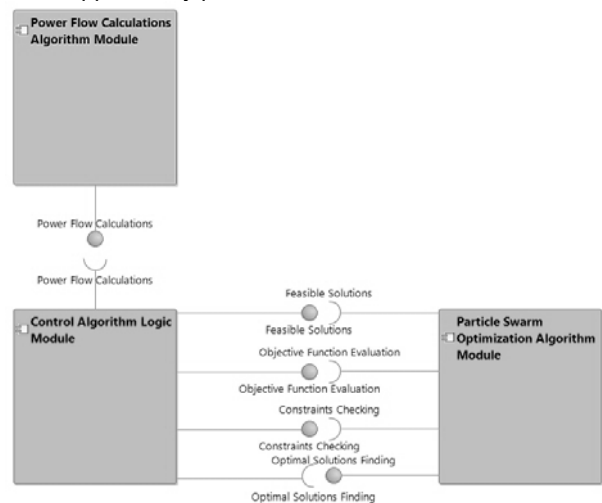 Power Flow Calculations
Algorithm Module
Power Flow Calculations
Power Flow Calculations
Control Algorithm Logic
Module
Feasible Solutions
Feasible Solutions
Objective Function Evaluation
Objective Function Evaluation
Constraints Checking
Constraints Checking
Optimal Solutions Finding
Optimal Solutions Finding
Particle Swarm
Optimization Algorithm
Module